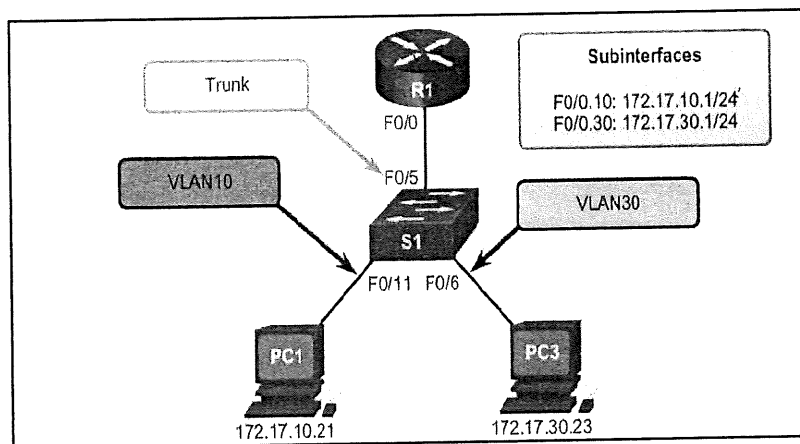 Trunk
R1
Subinterfaces
F0/0.10: 172.17.10.1/24
F0/0.30: 172.17.30.1/24
F0/0
VLAN10
F0/5
VLAN30
S1
F0/11 F0/6
PC1
PC3
172.17.10.21
172.17.30.23